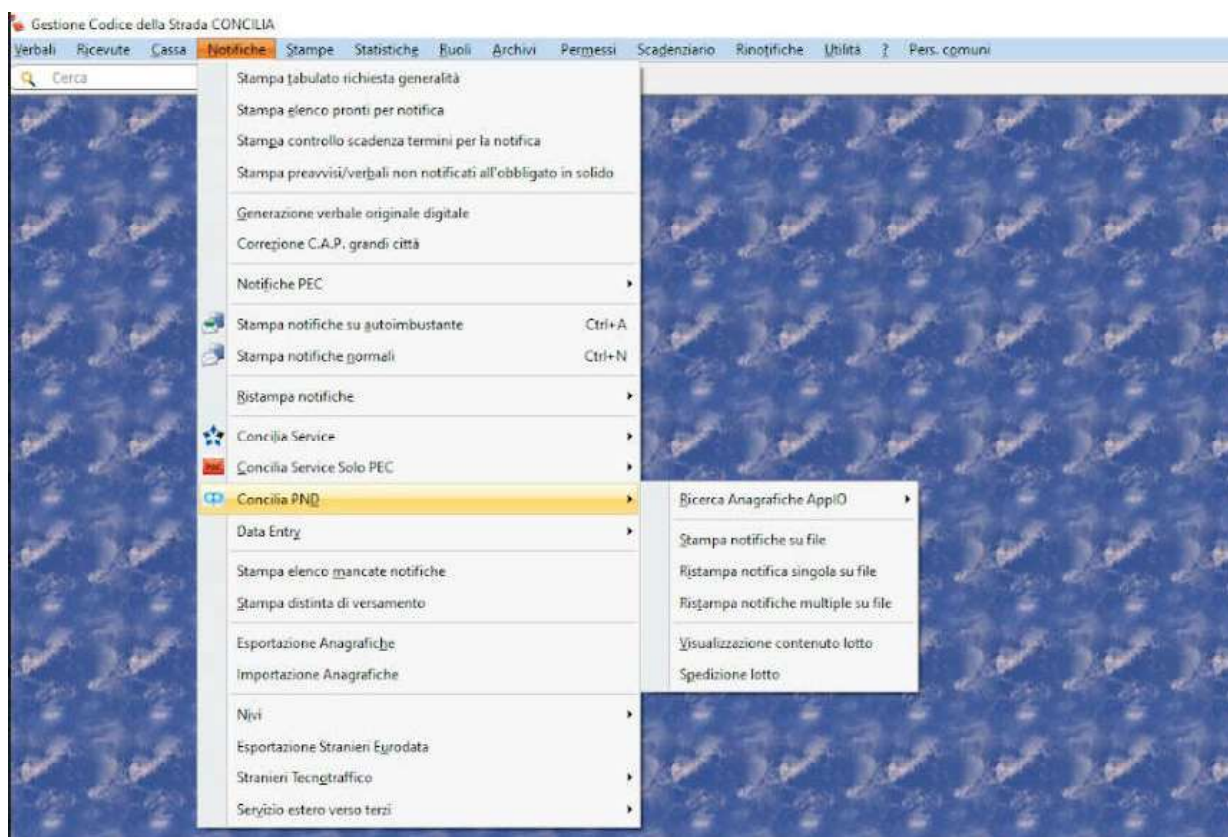 Gestione Codice della Strada CONCILIA
Verbali Ricevute Cassa Notifiche Stampe Statistiche Ruoli Archivi Permessi Scadenziario Rinotifiche Utilità ? Pers. comuni
Cerca
Stampa tabulato richiesta generalità
Stampa elenco pronti per notifica
Stampa controllo scadenza termini per la notifica
Stampa preavvisi/verbali non notificati all'obbligato in solido
Generazione verbale originale digitale
Correzione C.A.P. grandi città
Notifiche PEC
Stampa notifiche su autoimbustante Ctrl+A
Stampa notifiche normali Ctrl+N
Ristampa notifiche
Concilia Service
Concilia Service Solo PEC
Concilia PND
Data Entry
Stampa elenco mancate notifiche
Stampa distinta di versamento
Esportazione Anagrafiche
Importazione Anagrafiche
Nivi
Esportazione Stranieri Eurodata
Stranieri Tecnotraffico
Servizio estero verso terzi
Ricerca Anagrafiche AppIO
Stampa notifiche su file
Ristampa notifica singola su file
Ristampa notifiche multiple su file
Visualizzazione contenuto lotto
Spedizione lotto